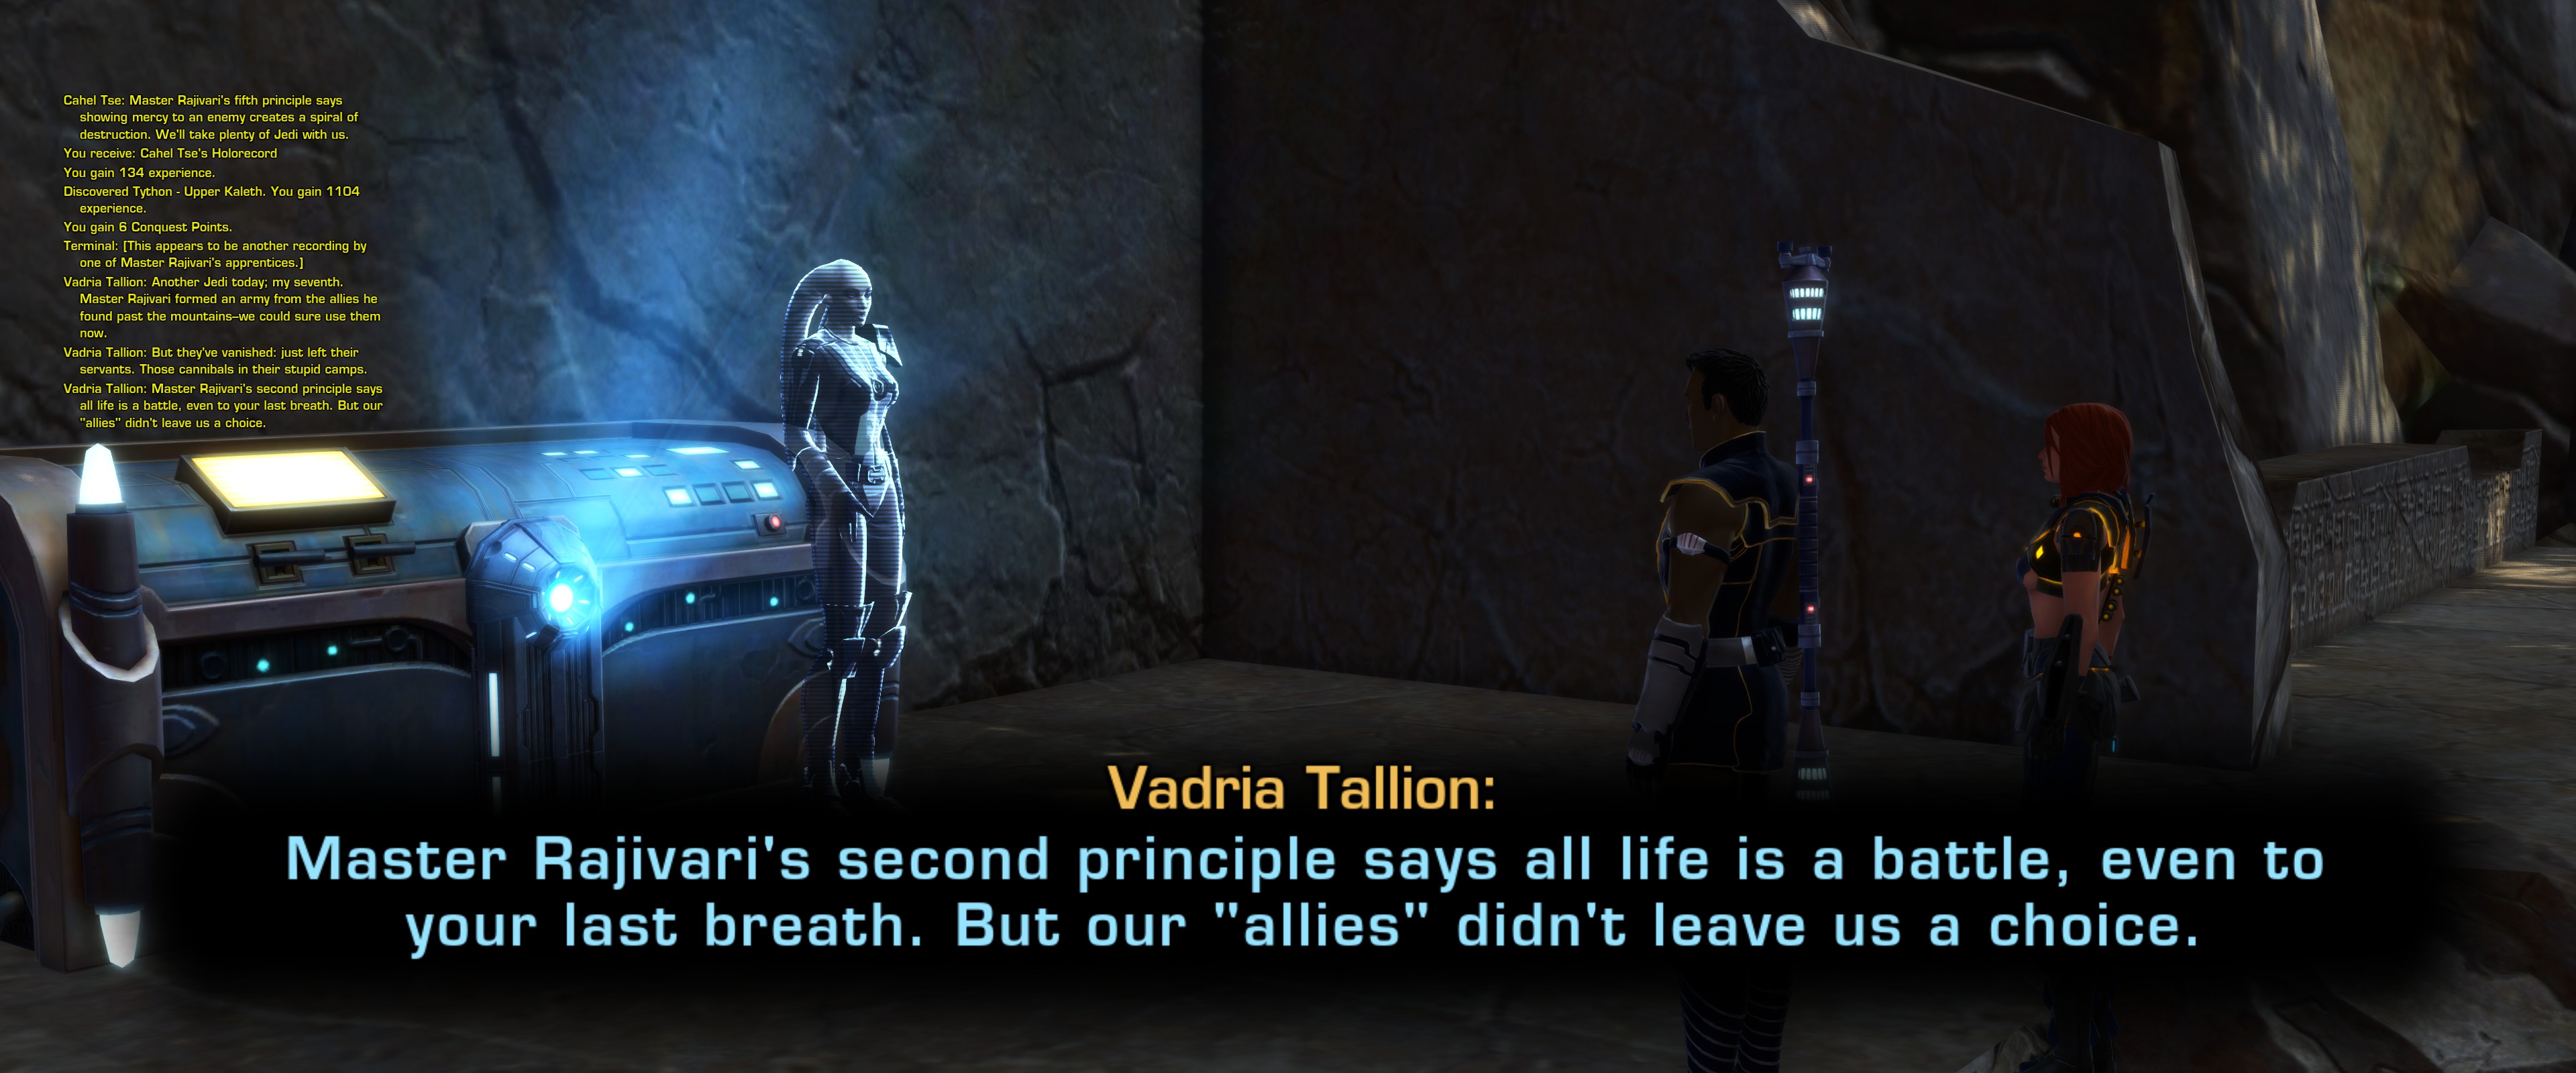 Cahel Tse: Master Rajivari's fifth principle says
showing mercy to an enemy creates a spiral of
destruction. We'll take plenty of Jedi with us.
You receive: Cahel Tse's Holorecord
You gain 134 experience.
Discovered Tython - Upper Kaleth. You gain 1104
experience.
You gain 6 Conquest Points.
Terminal: [This appears to be another recording by
one of Master Rajivari's apprentices.]
Vadria Tallion: Another Jedi today; my seventh.
Master Rajivari formed an army from the allies he
found past the mountains–we could sure use them
now.
Vadria Tallion: But they've vanished: just left their
servants. Those cannibals in their stupid camps.
Vadria Tallion: Master Rajivari's second principle says
all life is a battle, even to your last breath. But our
"allies" didn't leave us a choice.
Vadria Tallion:
Master Rajivari's second principle says all life is a battle, even to
your last breath. But our "allies" didn't leave us a choice.